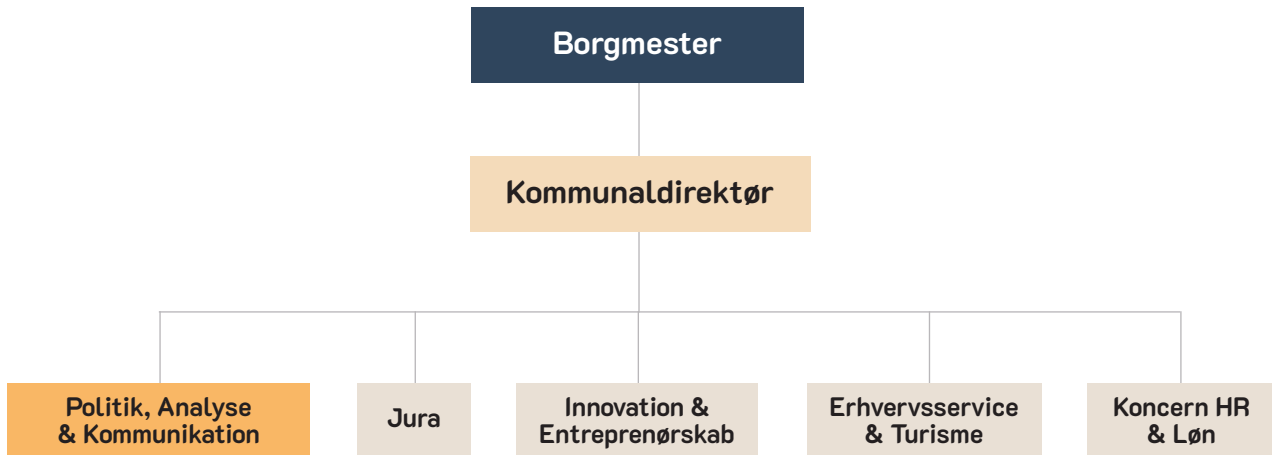 Borgmester
Kommunaldirektør
Politik, Analyse
& Kommunikation
Jura
Innovation &
Entreprenørskab
Erhvervsservice
& Turisme
Koncern HR
& Løn